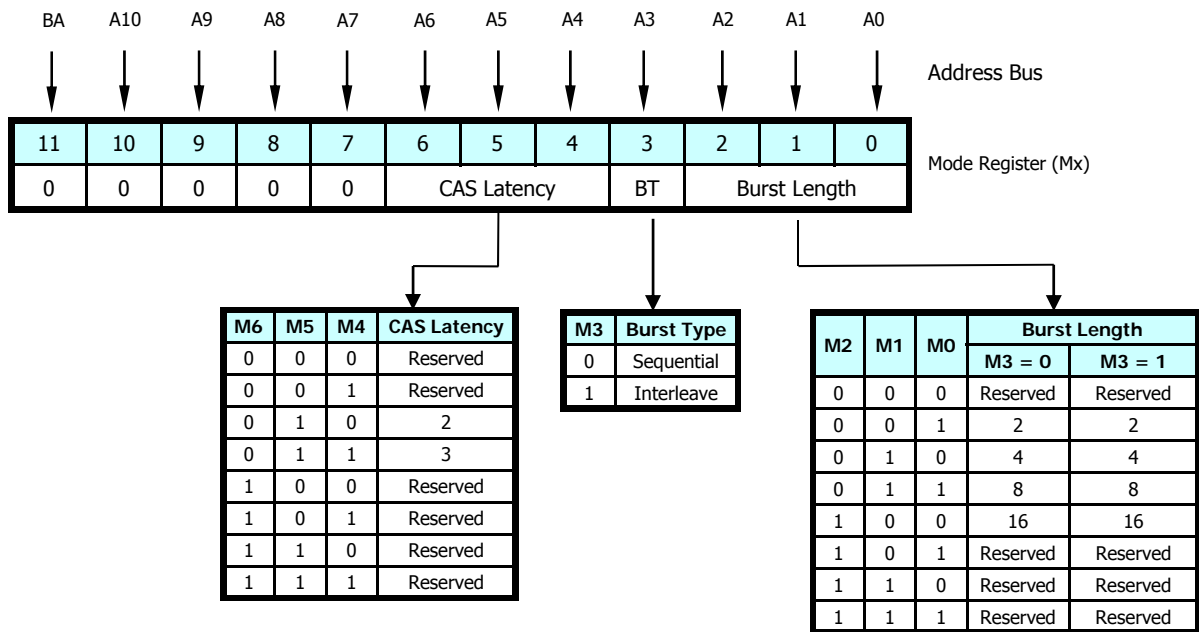 BA A10 A9 A8 A7 A6 A5 A4 A3 A2 A1 A0
Address Bus
11 10 9 8 7 6 5 4 3 2 1 0
Mode Register (Mx)
0 0 0 0 0 CAS Latency BT Burst Length
M6 M5 M4 CAS Latency
0 0 0 Reserved
0 0 1 Reserved
0 1 0 2
0 1 1 3
1 0 0 Reserved
1 0 1 Reserved
1 1 0 Reserved
1 1 1 Reserved
M3 Burst Type
0 Sequential
1 Interleave
M2 M1 M0 Burst Length
M3 = 0 M3 = 1
0 0 0 Reserved Reserved
0 0 1 2 2
0 1 0 4 4
0 1 1 8 8
1 0 0 16 16
1 0 1 Reserved Reserved
1 1 0 Reserved Reserved
1 1 1 Reserved Reserved